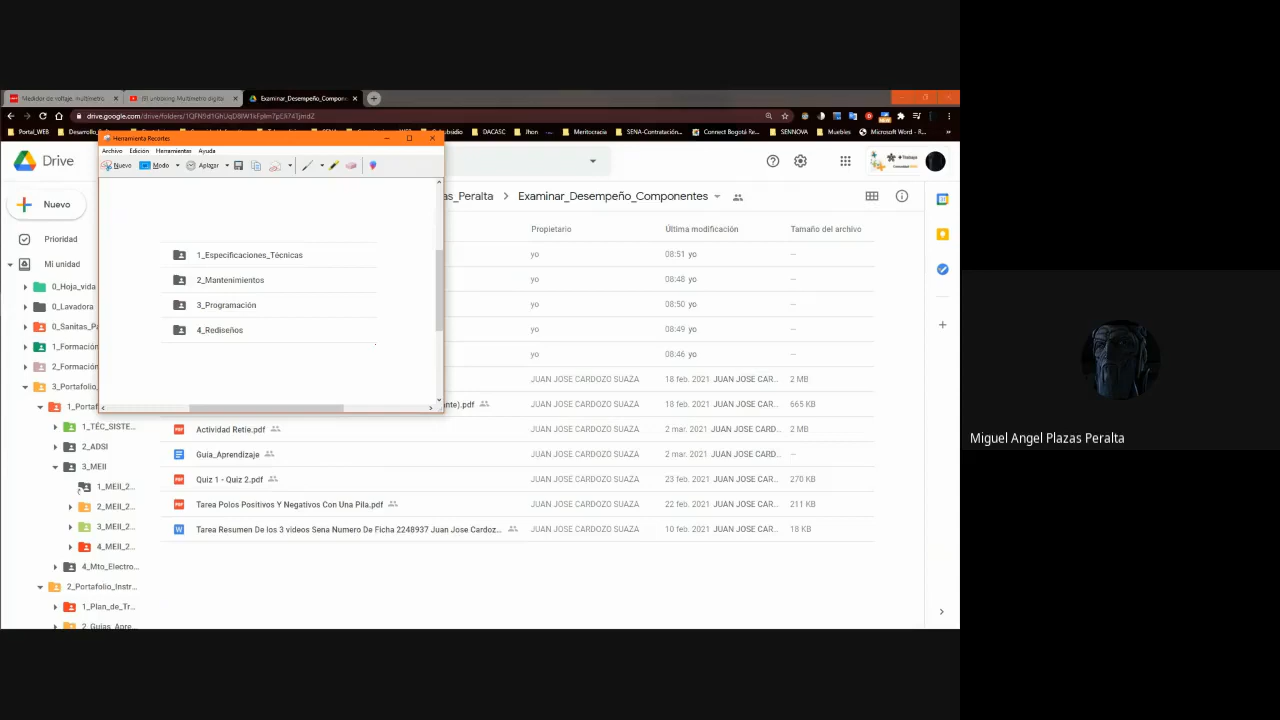 Medidor de voltaje, multímetro
(9) unboxing Multímetro digital
Examinar_Desempeño_Compone
drive.google.com/drive/folders/
Portal_WEB
DACASC
Jhon
Meritocracia
SENA-Contratación...
Connect Bogotá Re...
SENNOVA
Muebles
Microsoft Word - R...
Herramienta Recortes
Archivo Edición Herramientas Ayuda
Nuevo Modo Aplazar
Drive
Nuevo
as_Peralta > Examinar_Desempeño_Componentes
Propietario Última modificación Tamaño del archivo
Prioridad
Mi unidad
0_Hoja_vida
0_Lavadora
0_Sanitas_Pa
1_Formación
2_Formación
3_Portafolio_
1_Portaf
1_TÉC_SISTE...
2_ADSI
3_MEII
1_MEII_2...
2_MEII_2...
3_MEII_2...
4_MEII_2...
4_Mto_Electro...
2_Portafolio_Instr...
1_Plan_de_Tr...
2_Guias_Apre...
1_Especificaciones_Técnicas
2_Mantenimientos
3_Programación
4_Rediseños
yo 08:51 yo —
yo 08:48 yo —
yo 08:50 yo —
yo 08:49 yo —
yo 08:46 yo —
JUAN JOSE CARDOZO SUAZA 18 feb. 2021 JUAN JOSE CAR... 2 MB
ante).pdf JUAN JOSE CARDOZO SUAZA 18 feb. 2021 JUAN JOSE CAR... 665 KB
Actividad Retie.pdf JUAN JOSE CARDOZO SUAZA 2 mar. 2021 JUAN JOSE CAR... 2 MB
Guia_Aprendizaje JUAN JOSE CARDOZO SUAZA 2 mar. 2021 JUAN JOSE CAR... —
Quiz 1 - Quiz 2.pdf JUAN JOSE CARDOZO SUAZA 23 feb. 2021 JUAN JOSE CAR... 270 KB
Tarea Polos Positivos Y Negativos Con Una Pila.pdf JUAN JOSE CARDOZO SUAZA 22 feb. 2021 JUAN JOSE CAR... 211 KB
Tarea Resumen De los 3 videos Sena Numero De Ficha 2248937 Juan Jose Cardoz... JUAN JOSE CARDOZO SUAZA 10 feb. 2021 JUAN JOSE CAR... 18 KB
Miguel Angel Plazas Peralta